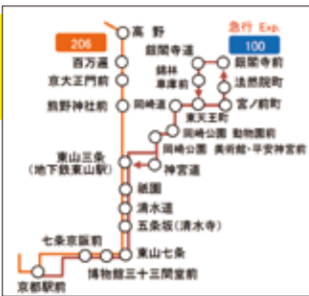 206
急行 Exp.
100
高野
百万遍
京大正門前
熊野神社前
岡崎道
銀閣寺道
銀閣寺前
錦林
車庫前
法然院町
宮ノ前町
東天王町
岡崎公園 動物園前
岡崎公園 美術館・平安神宮前
東山三条
(地下鉄東山駅)
神宮道
祇園
清水道
五条坂(清水寺)
七条京阪前
東山七条
博物館三十三間堂前
京都駅前